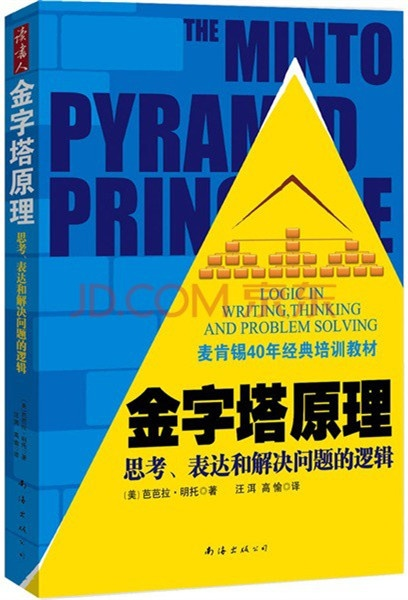 读书人
金字塔原理
思考、表达和解决问题的逻辑
(美)芭芭拉·明托 著
汪洱 高愉 译
THE MINTO
PYRAMID
PRINCIPLE
JD.COM 京东
LOGIC IN
WRITING, THINKING
AND PROBLEM SOLVING
麦肯锡40年经典培训教材
金字塔原理
思考、表达和解决问题的逻辑
(美)芭芭拉·明托 著 汪洱 高愉 译
南海出版公司
南海出版公司